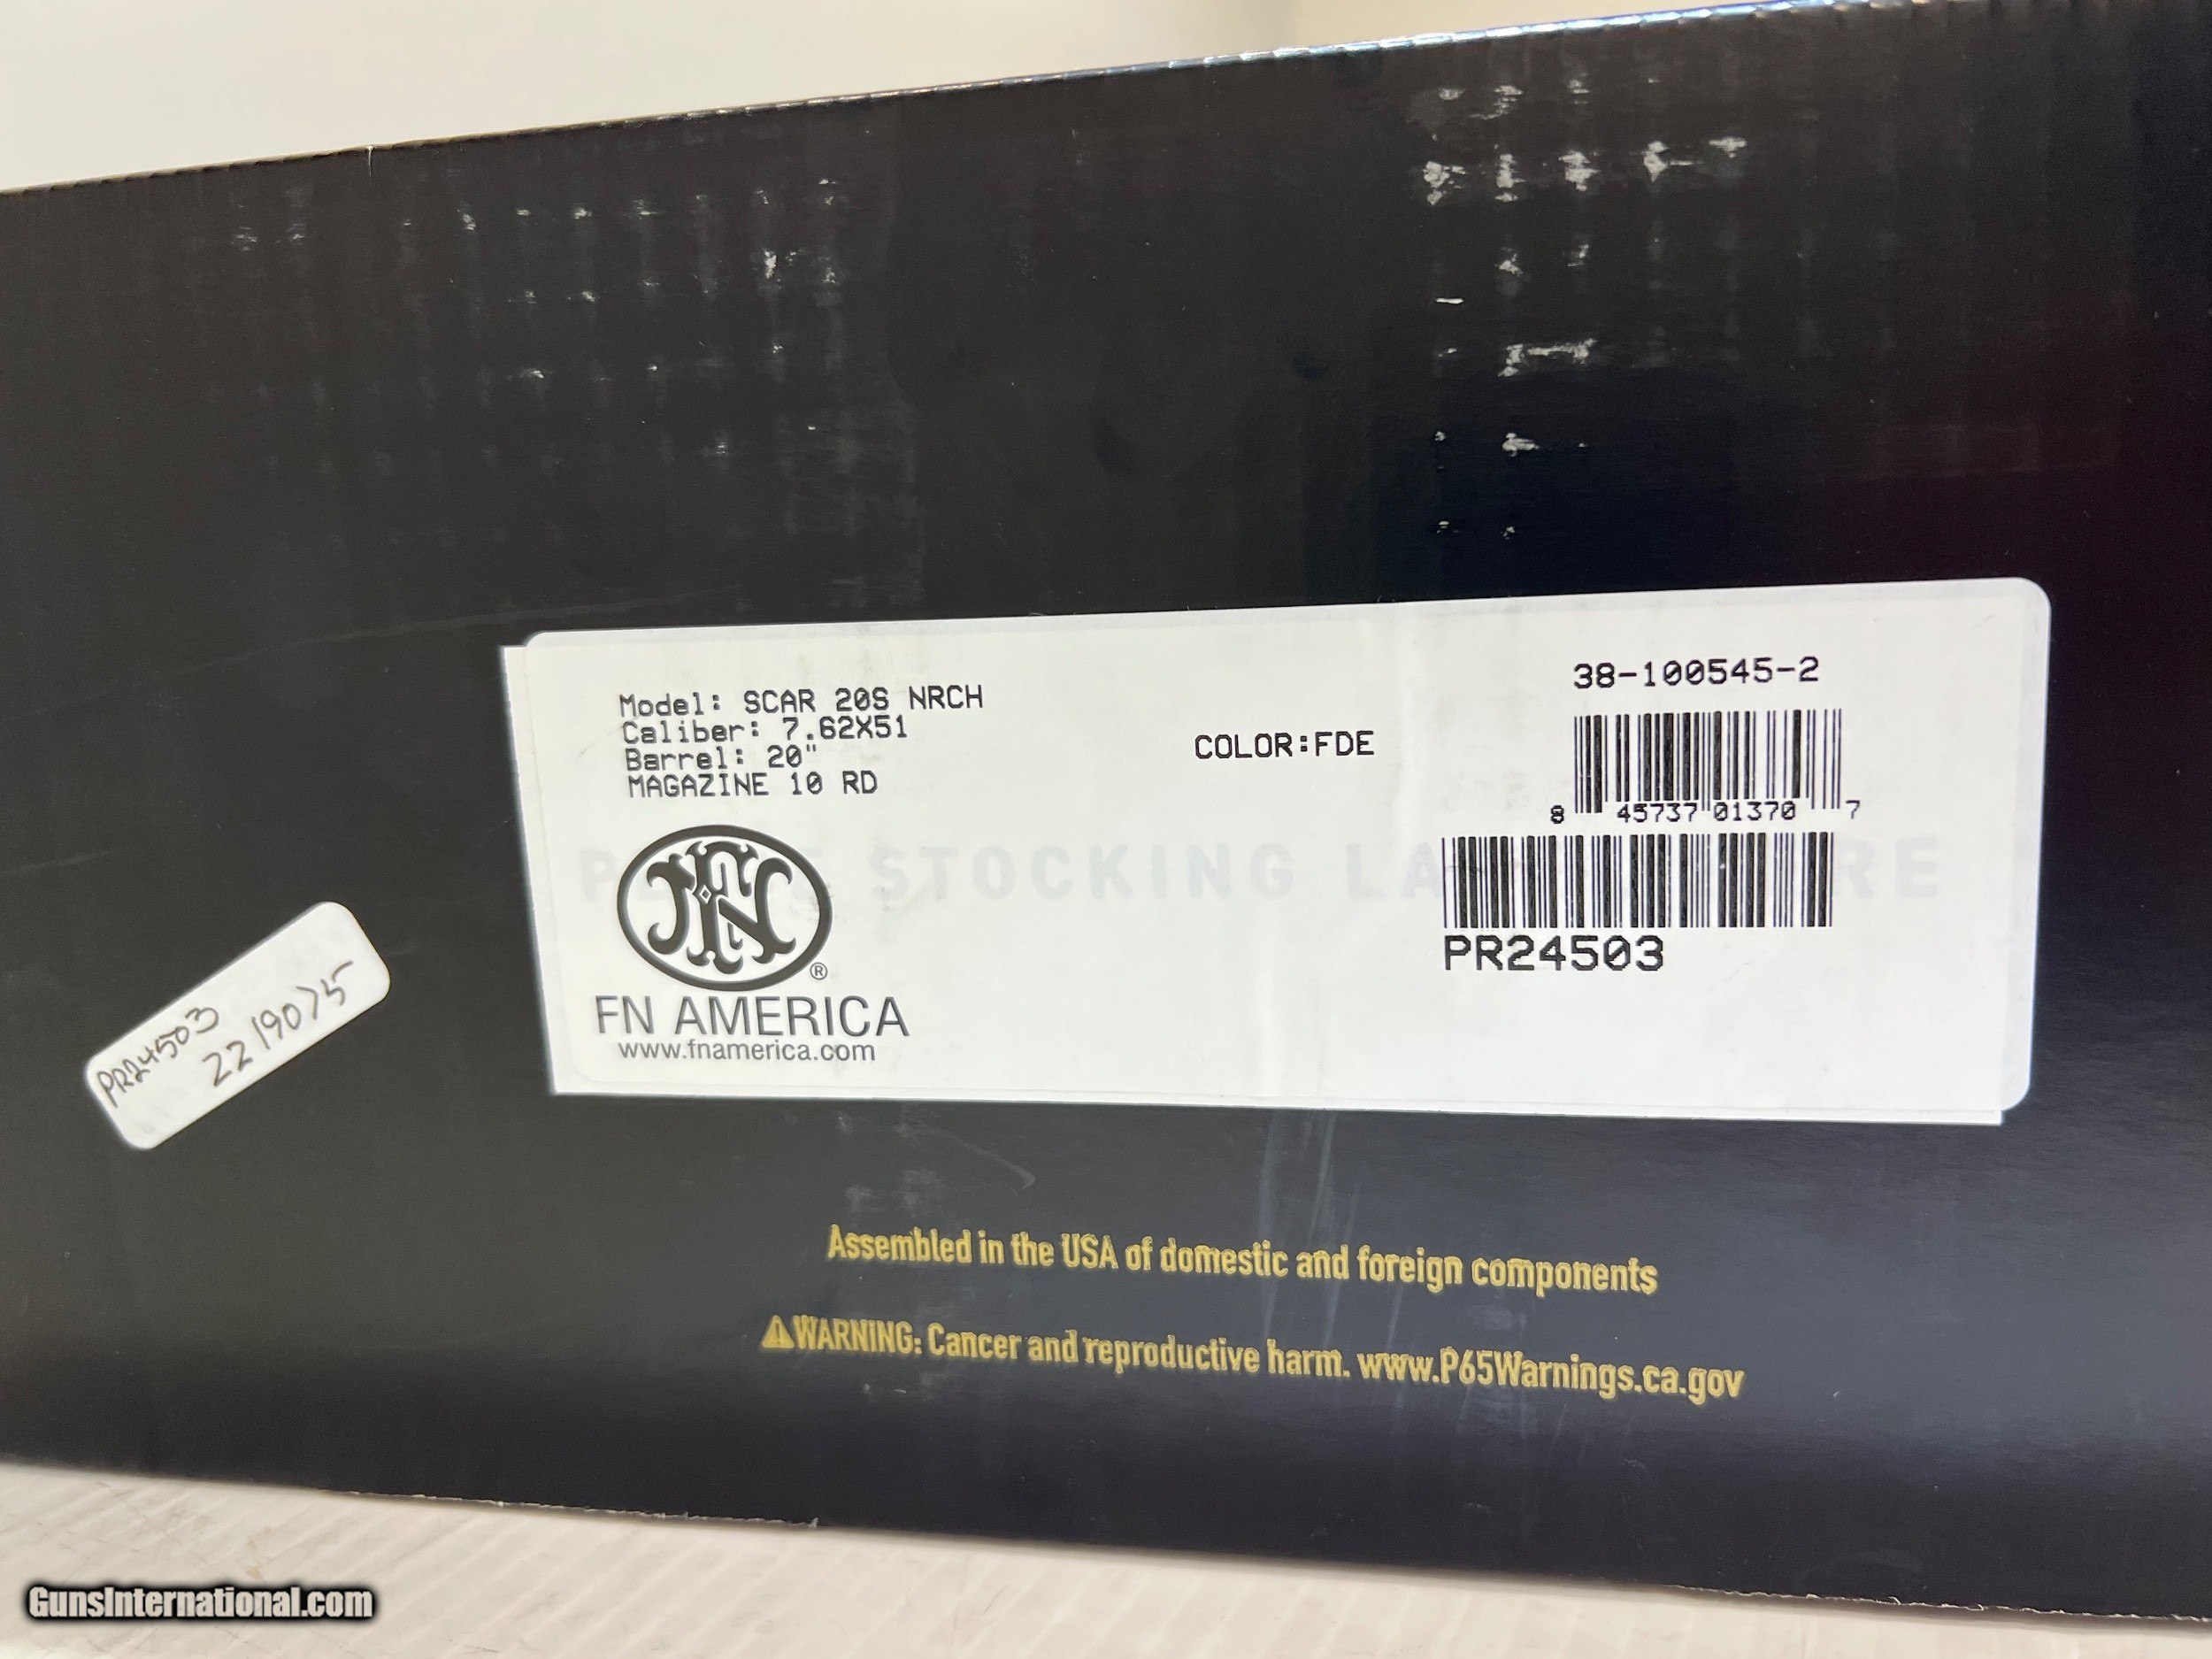 38-100545-2
Model: SCAR 20S NRCH
Caliber: 7.62X51
Barrel: 20"
MAGAZINE 10 RD
COLOR:FDE
8 45737 01370 7
STOCKING
PR24503
FN
®
FN AMERICA
www.fnamerica.com
PR24503
2219075
Assembled in the USA of domestic and foreign components
⚠WARNING: Cancer and reproductive harm. www.P65Warnings.ca.gov
GunsInternational.com